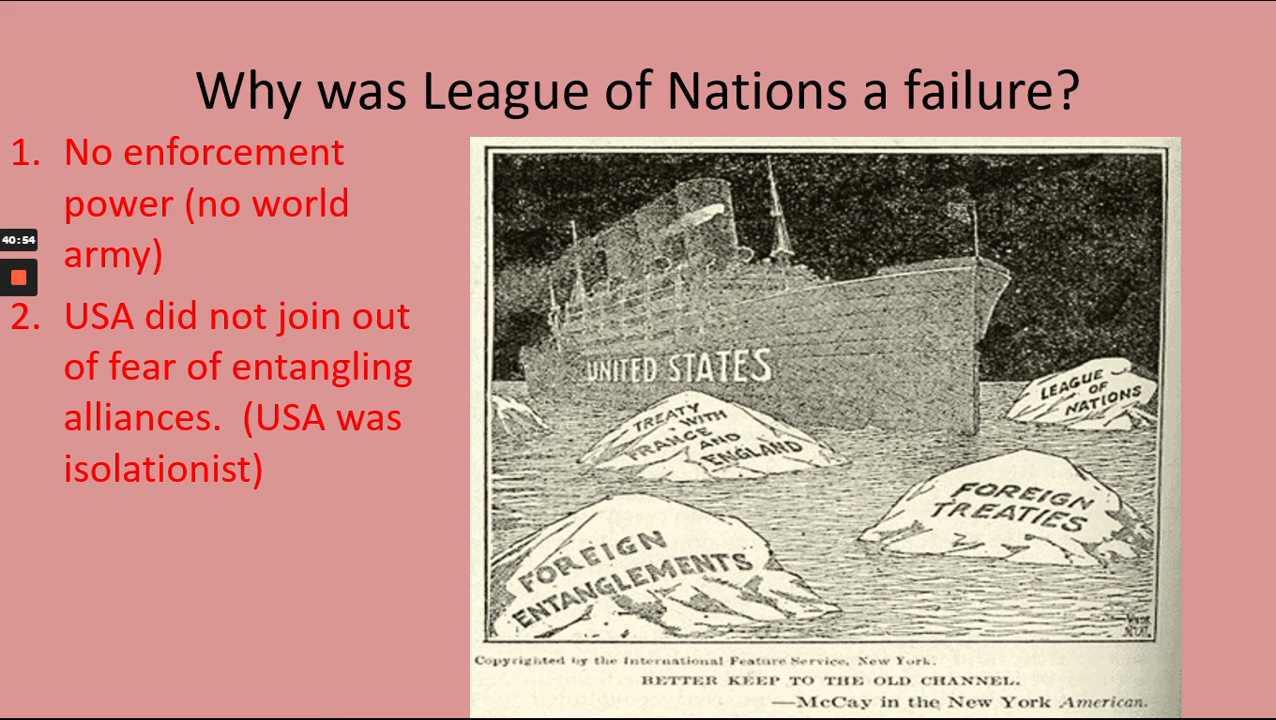 Why was League of Nations a failure?
1. No enforcement
power (no world
army)
40:54
2. USA did not join out
of fear of entangling
alliances.  (USA was
isolationist)
UNITED STATES
TREATY
WITH
FRANCE
AND
ENGLAND
LEAGUE
OF
NATIONS
FOREIGN
TREATIES
FOREIGN
ENTANGLEMENTS
Copyrighted by the International Feature Service, New York.
BETTER KEEP TO THE OLD CHANNEL.
—McCay in the New York American.